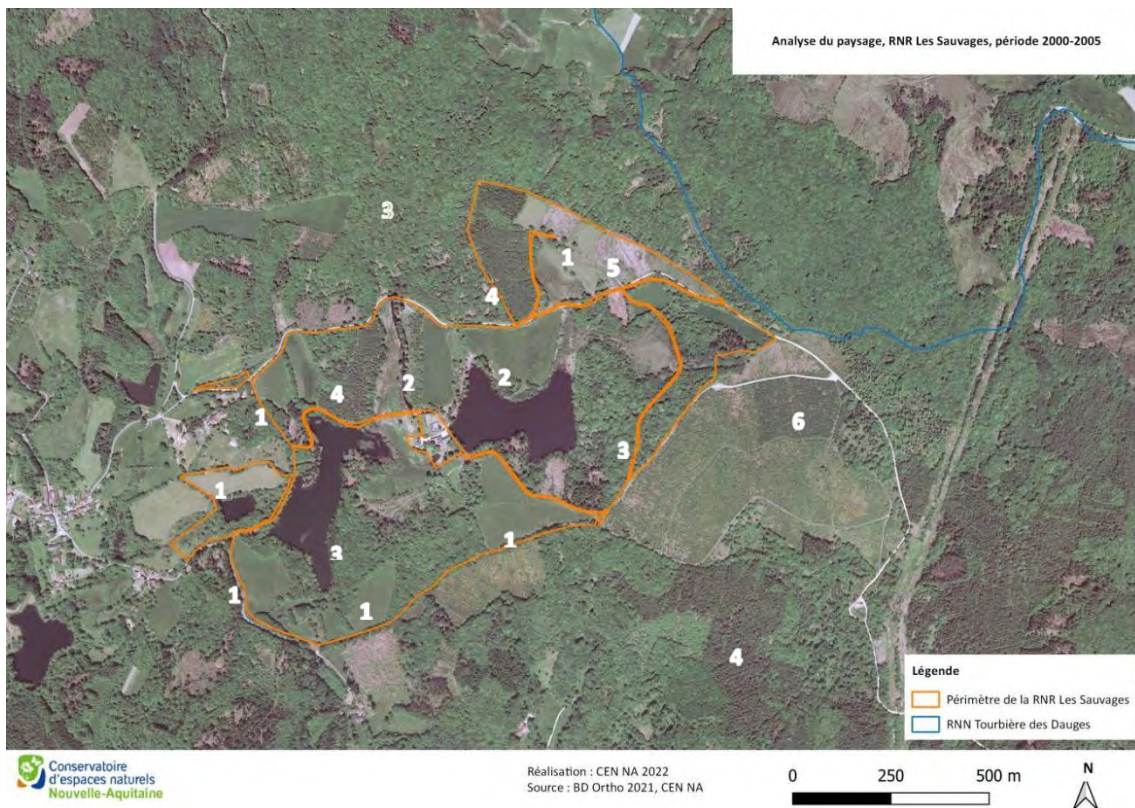 Analyse du paysage, RNR Les Sauvages, période 2000-2005
3
1
5
4
2
2
4
6
1
3
1
1
3
1
1
4
Légende
Périmètre de la RNR Les Sauvages
RNN Tourbière des Dauges
Conservatoire
d'espaces naturels
Nouvelle-Aquitaine
Réalisation : CEN NA 2022
Source : BD Ortho 2021, CEN NA
0 250 500 m
N